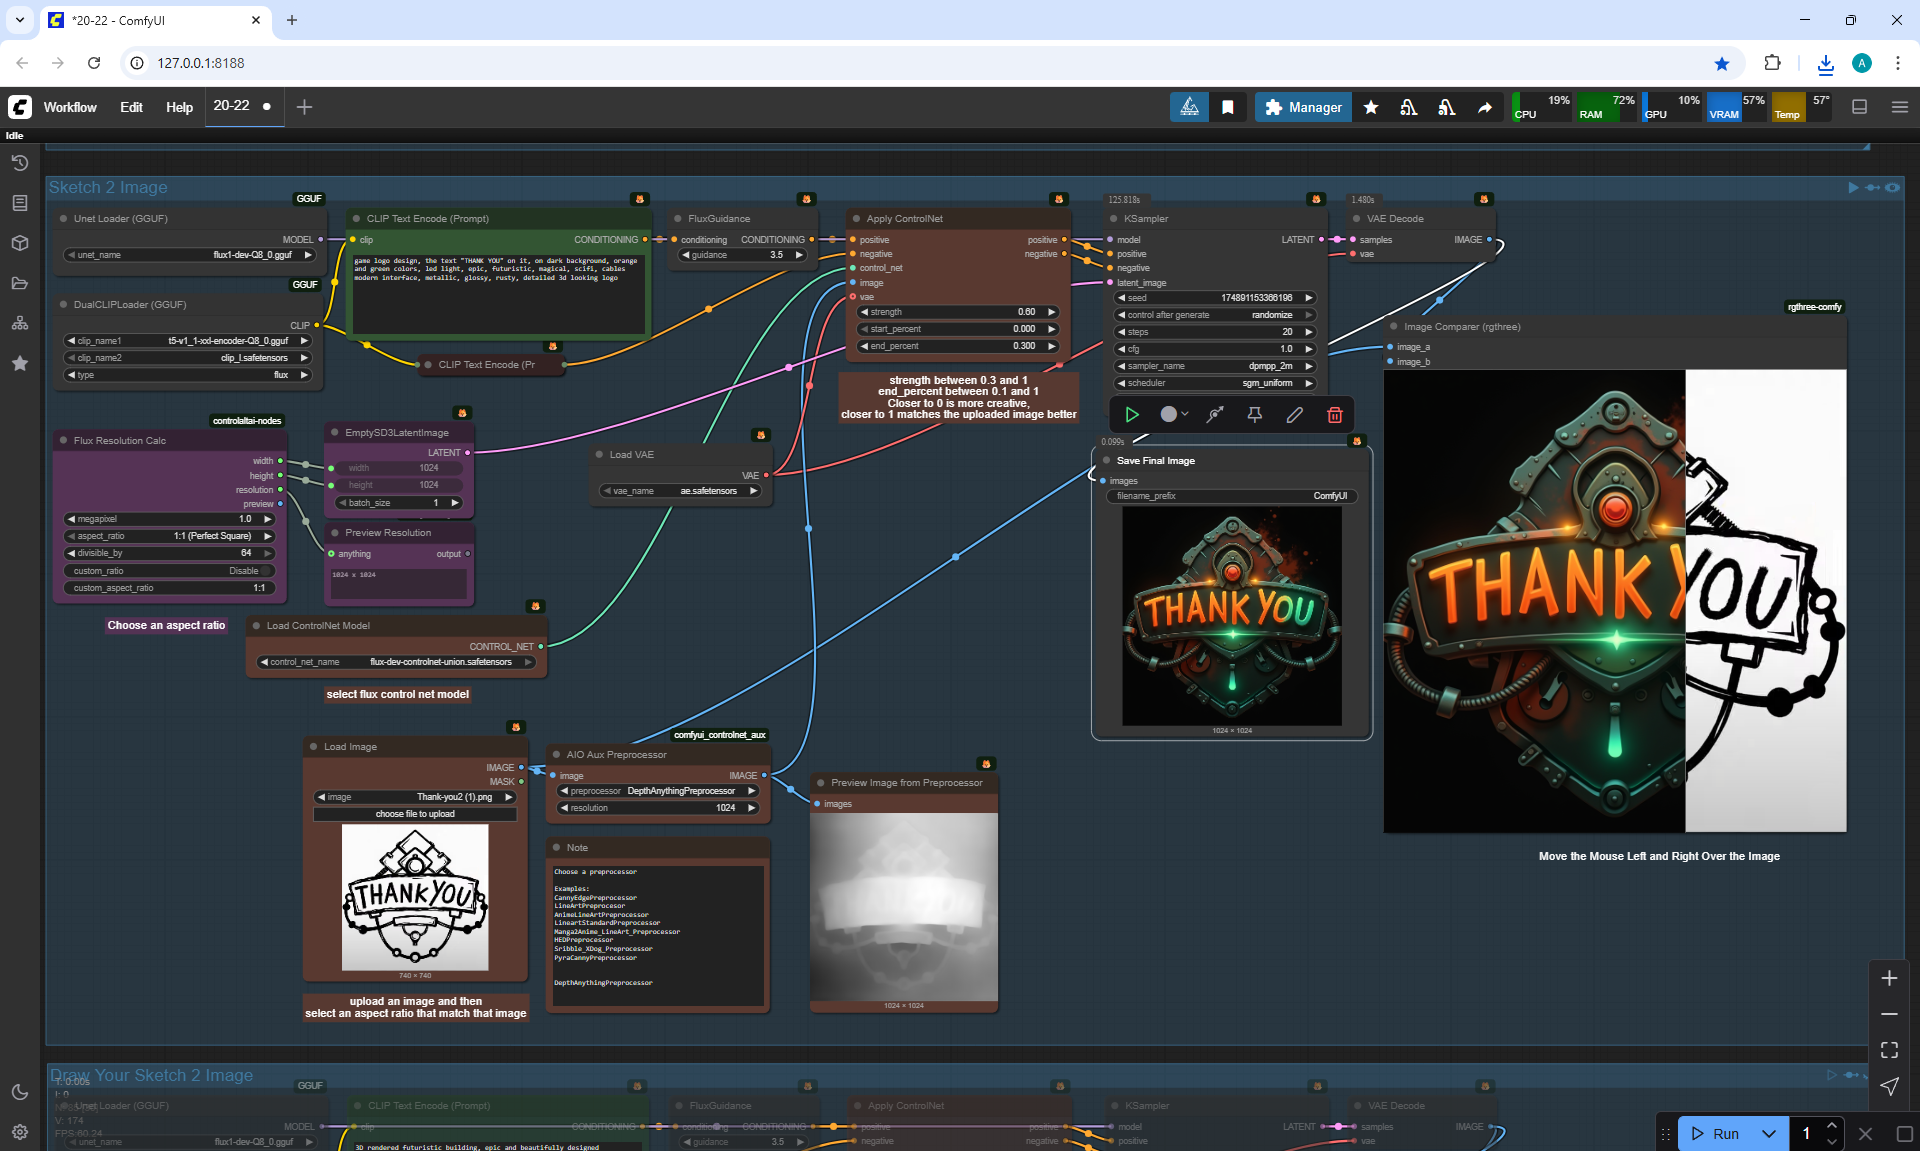 *20-22 - ComfyUI
127.0.0.1:8188
A
Workflow Edit Help 20-22
Manager
19% CPU 72% RAM 10% GPU 57% VRAM 57° Temp
Idle
Sketch 2 Image
GGUF
Unet Loader (GGUF)
MODEL
unet_name flux1-dev-Q8_0.gguf
GGUF
DualCLIPLoader (GGUF)
CLIP
clip_name1 t5-v1_1-xxl-encoder-Q8_0.gguf
clip_name2 clip_l.safetensors
type flux
CLIP Text Encode (Prompt)
clip CONDITIONING
game logo design, the text "THANK YOU" on it, on dark background, orange
and green colors, led light, epic, futuristic, magical, scifi, cables
modern interface, metallic, glossy, rusty, detailed 3d looking logo
CLIP Text Encode (Pr
FluxGuidance
conditioning CONDITIONING
guidance 3.5
Apply ControlNet
positive positive
negative negative
control_net
image
vae
strength 0.60
start_percent 0.000
end_percent 0.300
strength between 0.3 and 1
end_percent between 0.1 and 1
Closer to 0 is more creative,
closer to 1 matches the uploaded image better
125.818s
KSampler
model LATENT
positive
negative
latent_image
seed 174891153366196
control after generate randomize
steps 20
cfg 1.0
sampler_name dpmpp_2m
scheduler sgm_uniform
1.480s
VAE Decode
samples IMAGE
vae
rgthree-comfy
Image Comparer (rgthree)
image_a
image_b
THANK YOU
Move the Mouse Left and Right Over the Image
controlaltai-nodes
Flux Resolution Calc
width
height
resolution
preview
megapixel 1.0
aspect_ratio 1:1 (Perfect Square)
divisible_by 64
custom_ratio Disable
custom_aspect_ratio 1:1
Choose an aspect ratio
EmptySD3LatentImage
LATENT
width 1024
height 1024
batch_size 1
Preview Resolution
anything output
1024 x 1024
Load VAE
VAE
vae_name ae.safetensors
Load ControlNet Model
CONTROL_NET
control_net_name flux-dev-controlnet-union.safetensors
select flux control net model
0.099s
Save Final Image
images
filename_prefix ComfyUI
THANK YOU
1024 × 1024
Load Image
IMAGE
MASK
image Thank-you2 (1).png
choose file to upload
THANK YOU
740 × 740
upload an image and then
select an aspect ratio that match that image
comfyui_controlnet_aux
AIO Aux Preprocessor
image IMAGE
preprocessor DepthAnythingPreprocessor
resolution 1024
Note
Choose a preprocessor
Examples:
CannyEdgePreprocessor
LineArtPreprocesor
AnimeLineArtPreprocessor
LineartStandardPreprocessor
Manga2Anime_LineArt_Preprocessor
HEDPreprocessor
Sribble_XDog_Preprocessor
PyraCannyPreprocessor
DepthAnythingPreprocessor
Preview Image from Preprocessor
images
1024 × 1024
Draw Your Sketch 2 Image
T: 0.00s
I: 0
V: 174
FPS:60.24
GGUF
Unet Loader (GGUF)
MODEL
unet_name flux1-dev-Q8_0.gguf
CLIP Text Encode (Prompt)
clip CONDITIONING
3D rendered futuristic building, epic and beautifully designed
FluxGuidance
conditioning CONDITIONING
guidance 3.5
Apply ControlNet
positive positive
negative negative
KSampler
model LATENT
positive
VAE Decode
samples IMAGE
vae
Run 1